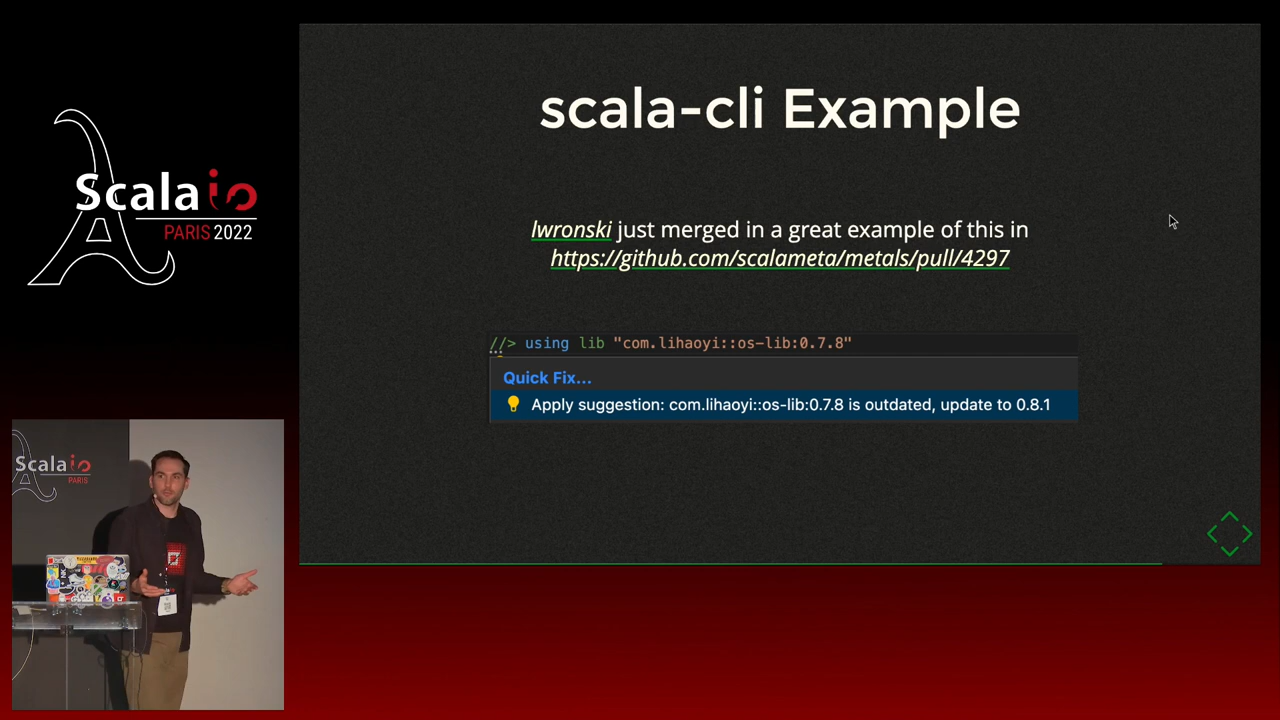 Scala io
PARIS 2022
scala-cli Example
lwronski just merged in a great example of this in
https://github.com/scalameta/metals/pull/4297
//> using lib "com.lihaoyi::os-lib:0.7.8"
Quick Fix...
Apply suggestion: com.lihaoyi::os-lib:0.7.8 is outdated, update to 0.8.1
Scala io
PARIS